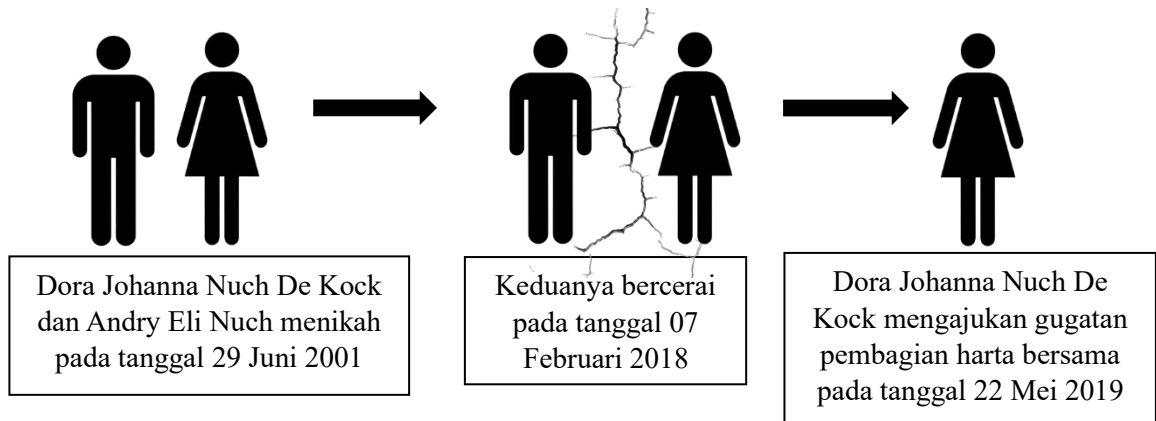 Dora Johanna Nuch De Kock
dan Andry Eli Nuch menikah
pada tanggal 29 Juni 2001
Keduanya bercerai
pada tanggal 07
Februari 2018
Dora Johanna Nuch De
Kock mengajukan gugatan
pembagian harta bersama
pada tanggal 22 Mei 2019